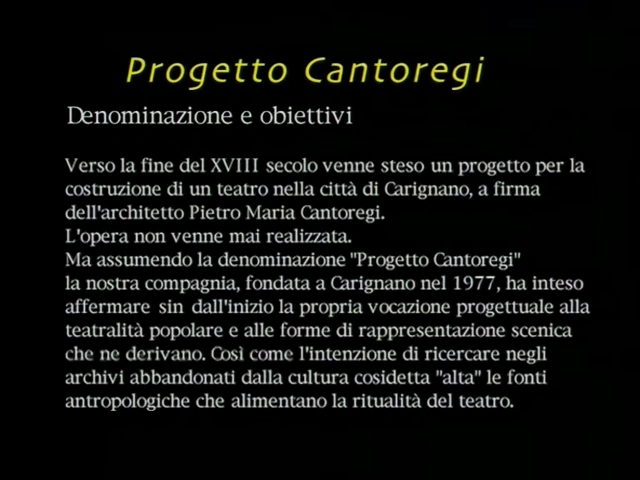 Progetto Cantoregi
Denominazione e obiettivi
Verso la fine del XVIII secolo venne steso un progetto per la
costruzione di un teatro nella città di Carignano, a firma
dell'architetto Pietro Maria Cantoregi.
L'opera non venne mai realizzata.
Ma assumendo la denominazione "Progetto Cantoregi"
la nostra compagnia, fondata a Carignano nel 1977, ha inteso
affermare sin dall'inizio la propria vocazione progettuale alla
teatralità popolare e alle forme di rappresentazione scenica
che ne derivano. Così come l'intenzione di ricercare negli
archivi abbandonati dalla cultura cosidetta "alta" le fonti
antropologiche che alimentano la ritualità del teatro.